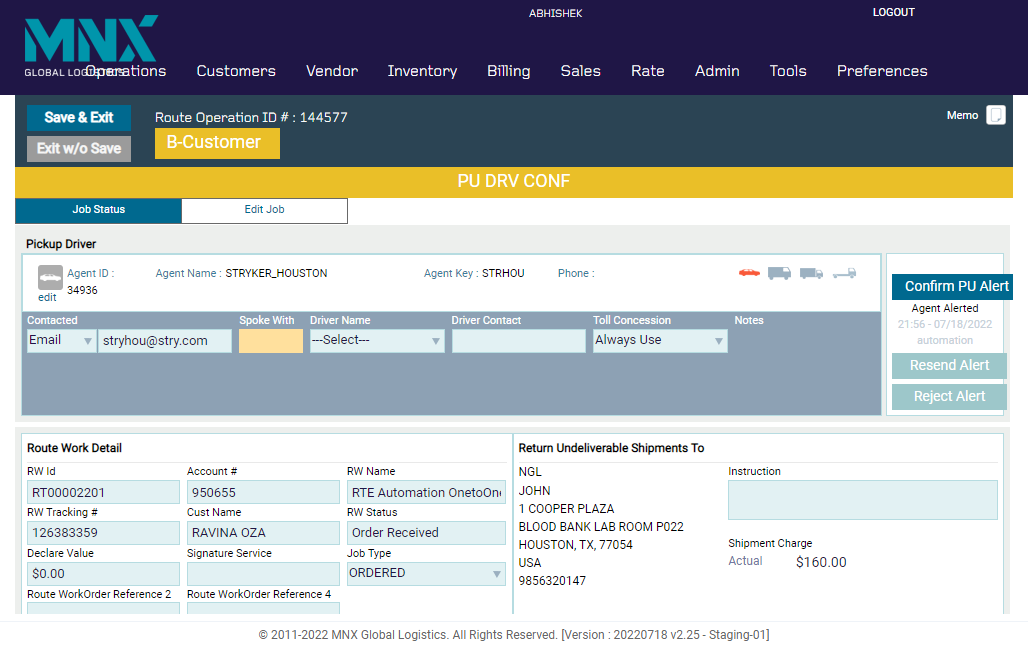 ABHISHEK
LOGOUT
MNX
GLOBAL LOGISTICS
Operations Customers Vendor Inventory Billing Sales Rate Admin Tools Preferences
Save & Exit
Route Operation ID # : 144577
Memo
Exit w/o Save
B-Customer
PU DRV CONF
Job Status
Edit Job
Pickup Driver
Agent ID :
34936
edit
Agent Name : STRYKER_HOUSTON
Agent Key : STRHOU
Phone :
Contacted Spoke With Driver Name Driver Contact Toll Concession Notes
Email stryhou@stry.com ---Select--- Always Use
Confirm PU Alert
Agent Alerted
21:56 - 07/18/2022
automation
Resend Alert
Reject Alert
Route Work Detail
RW Id Account # RW Name
RT00002201 950655 RTE Automation OnetoOn
RW Tracking # Cust Name RW Status
126383359 RAVINA OZA Order Received
Declare Value Signature Service Job Type
$0.00 ORDERED
Route WorkOrder Reference 2 Route WorkOrder Reference 4
Return Undeliverable Shipments To
NGL
JOHN
1 COOPER PLAZA
BLOOD BANK LAB ROOM P022
HOUSTON, TX, 77054
USA
9856320147
Instruction
Shipment Charge
Actual $160.00
© 2011-2022 MNX Global Logistics. All Rights Reserved. [Version : 20220718 v2.25 - Staging-01]